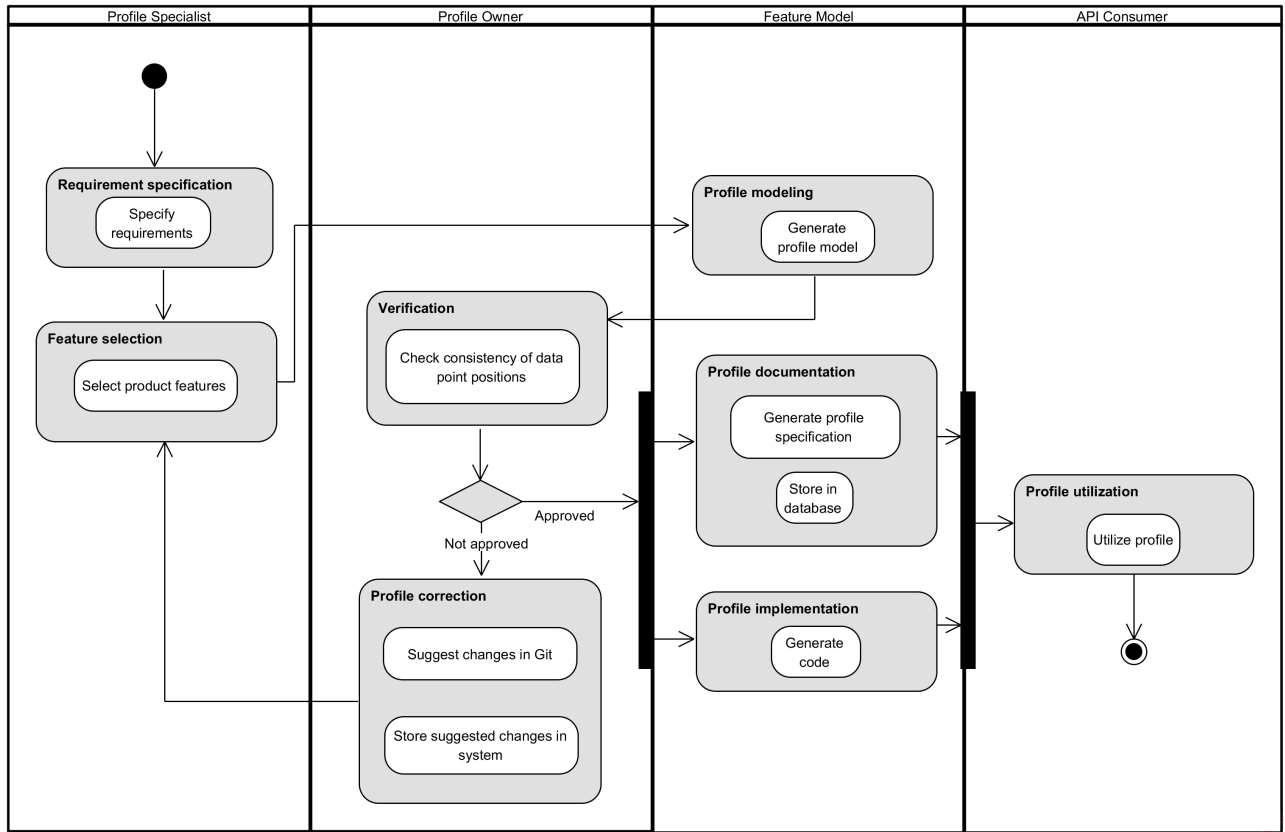 Profile Specialist
Profile Owner
Feature Model
API Consumer
Requirement specification
Specify
requirements
Feature selection
Select product features
Verification
Check consistency of data
point positions
Approved
Not approved
Profile correction
Suggest changes in Git
Store suggested changes in
system
Profile modeling
Generate
profile model
Profile documentation
Generate profile
specification
Store in
database
Profile implementation
Generate
code
Profile utilization
Utilize profile